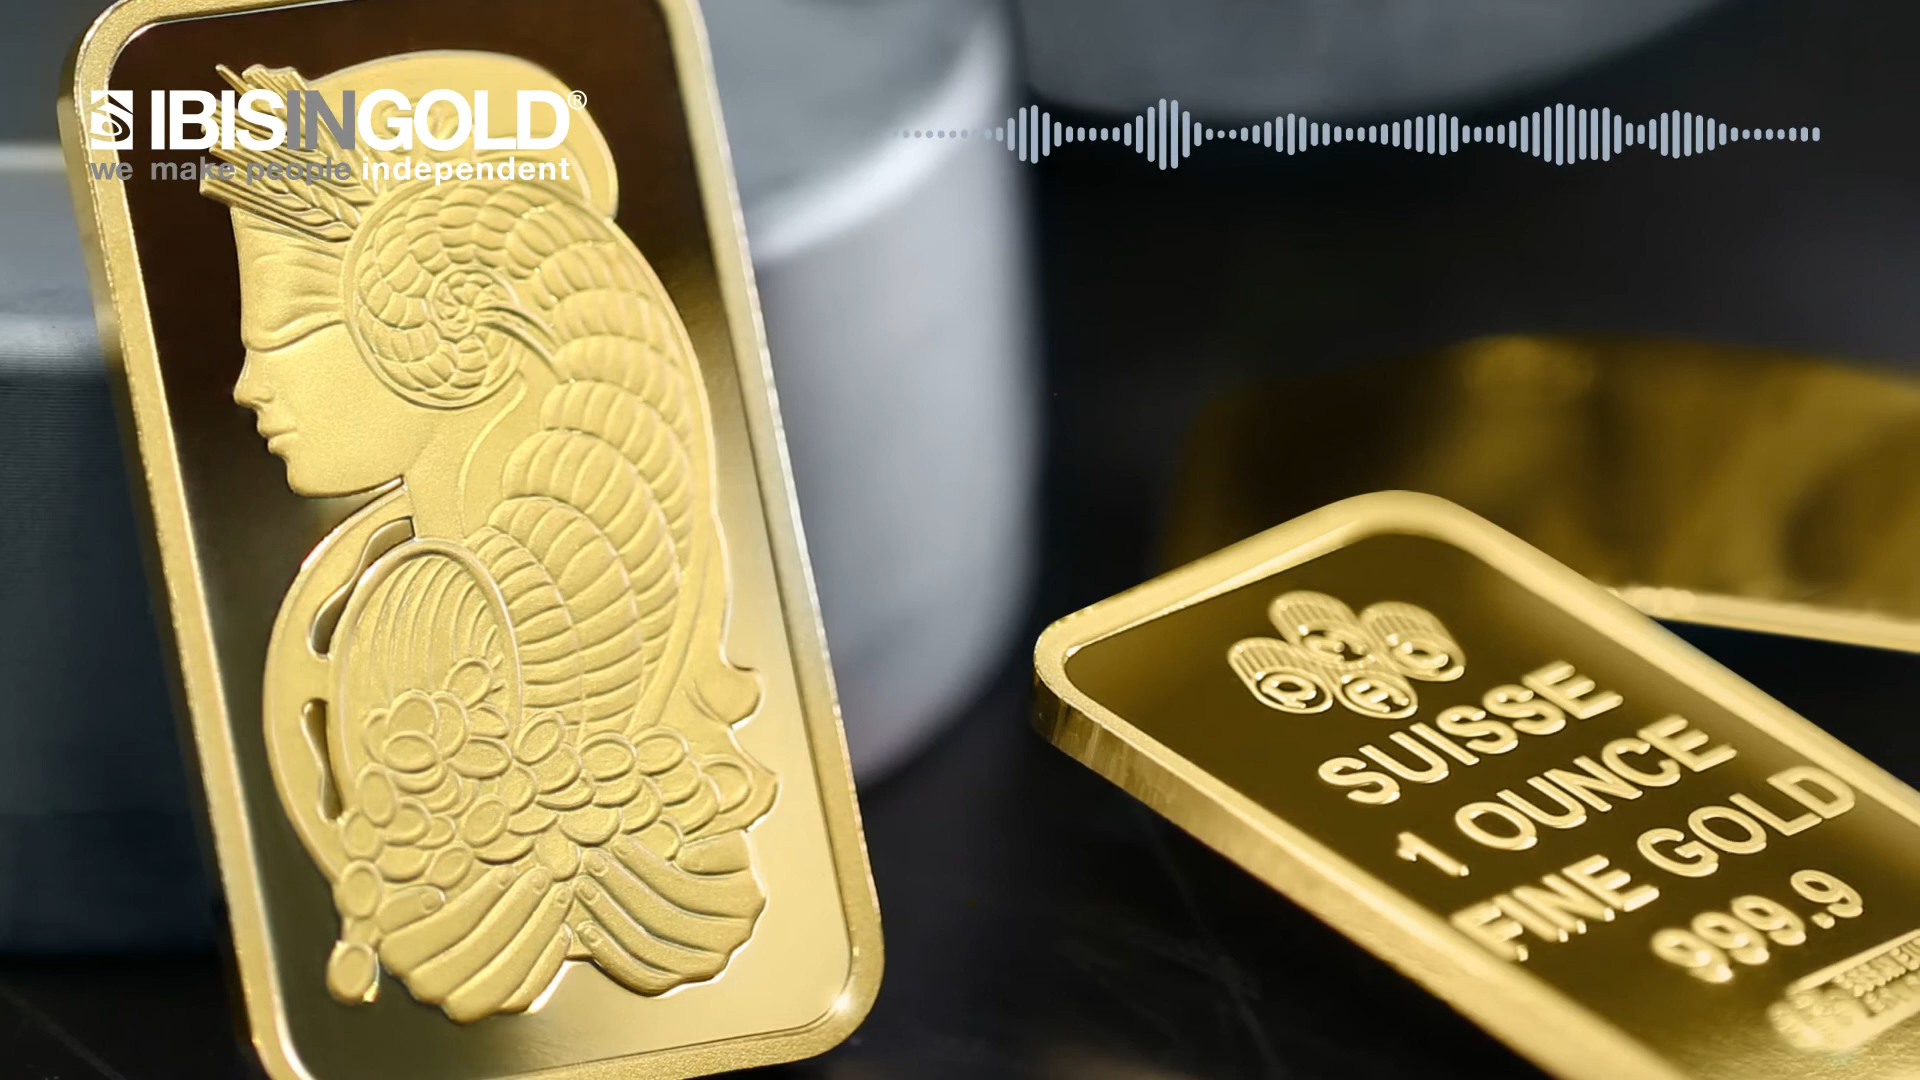 IBISINGOLD®
we make people independent
SUISSE
1 OUNCE
FINE GOLD
999.9